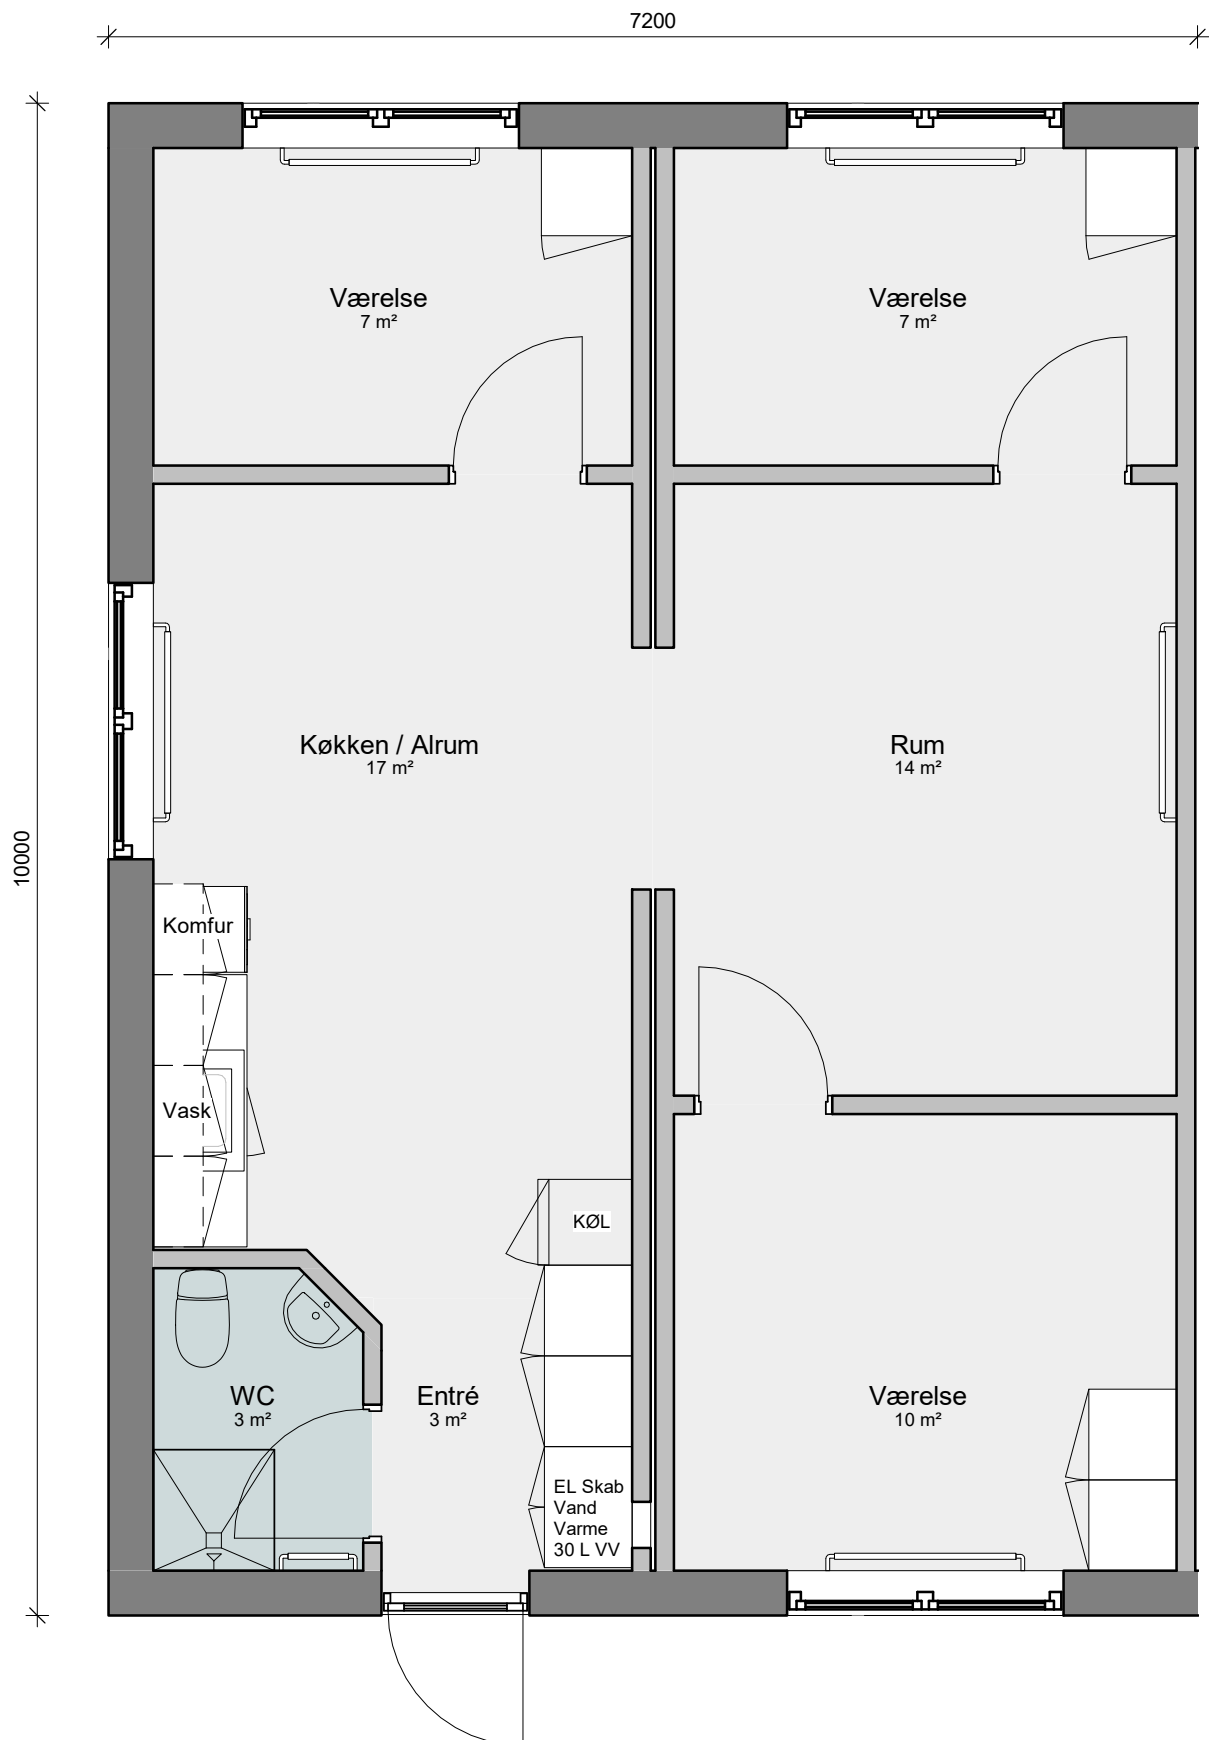 7200
10000
Værelse
7 m²
Værelse
7 m²
Køkken / Alrum
17 m²
Rum
14 m²
Komfur
Vask
KØL
WC
3 m²
Entré
3 m²
Værelse
10 m²
EL Skab
Vand
Varme
30 L VV